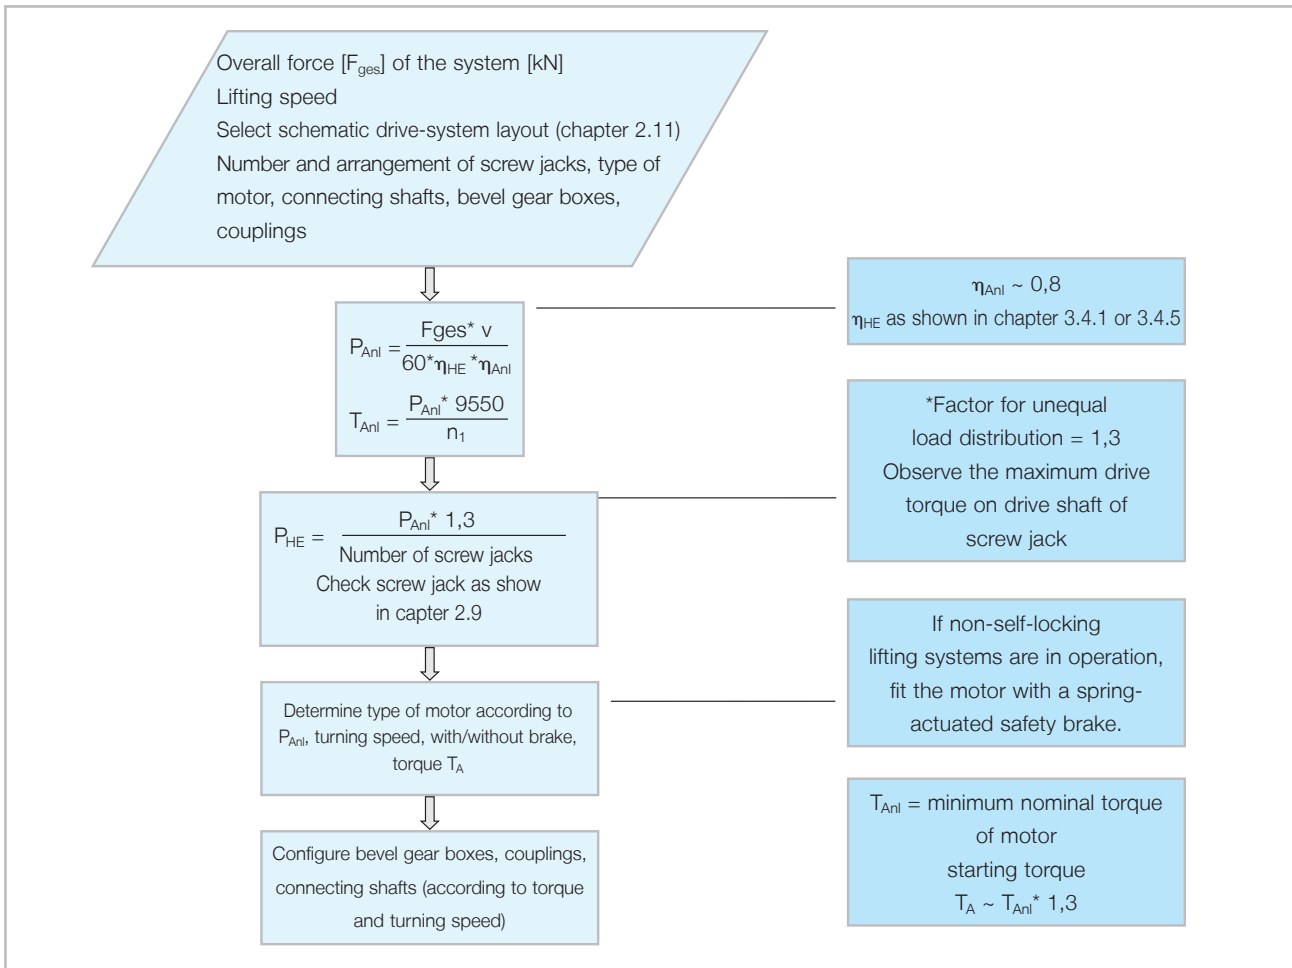 Overall force [Fges] of the system [kN]
Lifting speed
Select schematic drive-system layout (chapter 2.11)
Number and arrangement of screw jacks, type of
motor, connecting shafts, bevel gear boxes,
couplings
ηAnl ~ 0,8
ηHE as shown in chapter 3.4.1 or 3.4.5
PAnl = Fges* v
60*ηHE *ηAnl
TAnl = PAnl* 9550
n1
*Factor for unequal
load distribution = 1,3
Observe the maximum drive
torque on drive shaft of
screw jack
PHE = PAnl* 1,3
Number of screw jacks
Check screw jack as show
in capter 2.9
If non-self-locking
lifting systems are in operation,
fit the motor with a spring-
actuated safety brake.
Determine type of motor according to
PAnl, turning speed, with/without brake,
torque TA
TAnl = minimum nominal torque
of motor
starting torque
TA ~ TAnl* 1,3
Configure bevel gear boxes, couplings,
connecting shafts (according to torque
and turning speed)